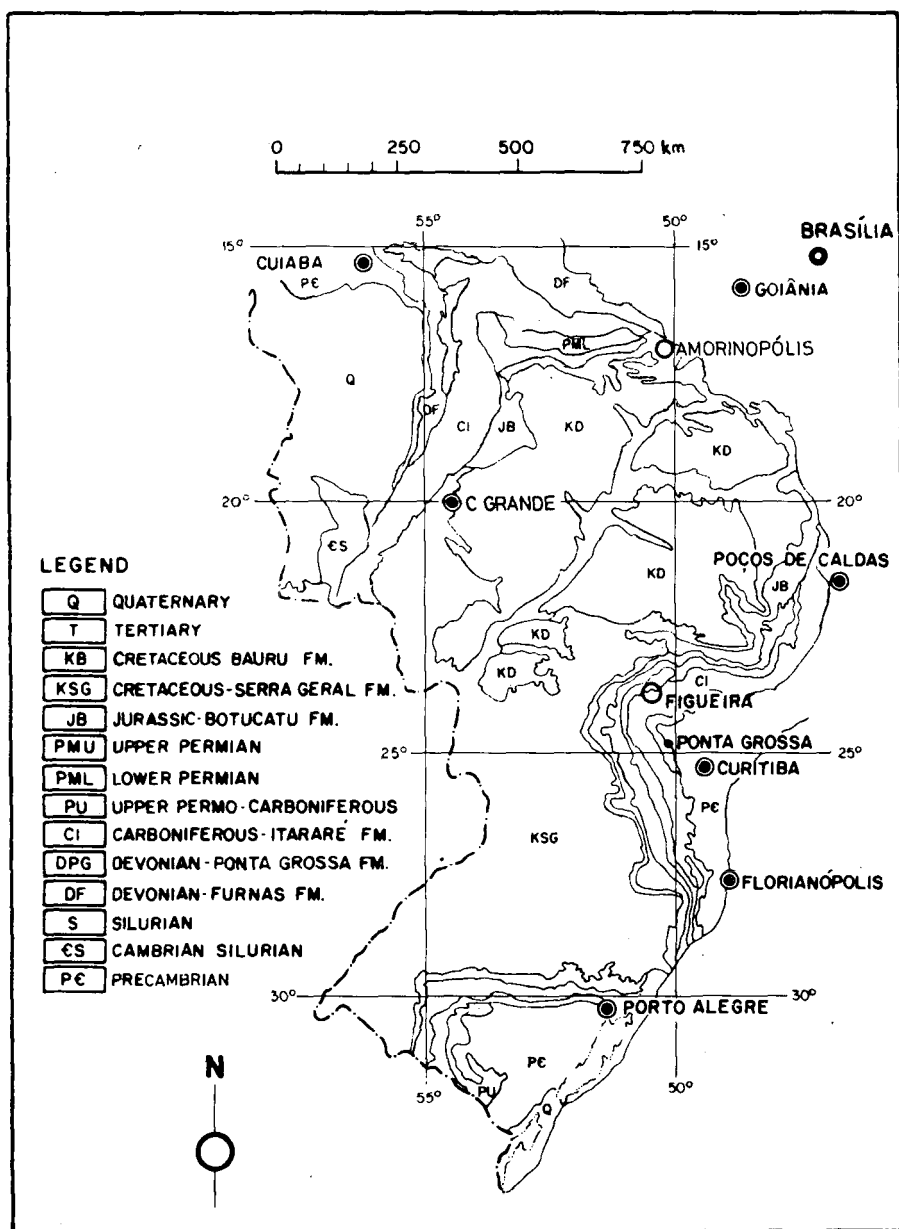 0 250 500 750 km
55° 50°
15° 15°
BRASÍLIA
CUIABA
PЄ
DF
GOIÂNIA
PML
AMORINOPÓLIS
Q
DF
CI
JB
KD
KD
20° 20°
C GRANDE
ЄS
POÇOS DE CALDAS
KD
JB
LEGEND
Q QUATERNARY
T TERTIARY
KB CRETACEOUS BAURU FM.
KSG CRETACEOUS-SERRA GERAL FM.
JB JURASSIC-BOTUCATU FM.
PMU UPPER PERMIAN
PML LOWER PERMIAN
PU UPPER PERMO-CARBONIFEROUS
CI CARBONIFEROUS-ITARARÉ FM.
DPG DEVONIAN-PONTA GROSSA FM.
DF DEVONIAN-FURNAS FM.
S SILURIAN
ЄS CAMBRIAN SILURIAN
PЄ PRECAMBRIAN
KD
KD
CI
FIGUEIRA
PONTA GROSSA
25° 25°
CURÍTIBA
PЄ
KSG
FLORIANÓPOLIS
30° 30°
PORTO ALEGRE
PЄ
PU
Q
55° 50°
N